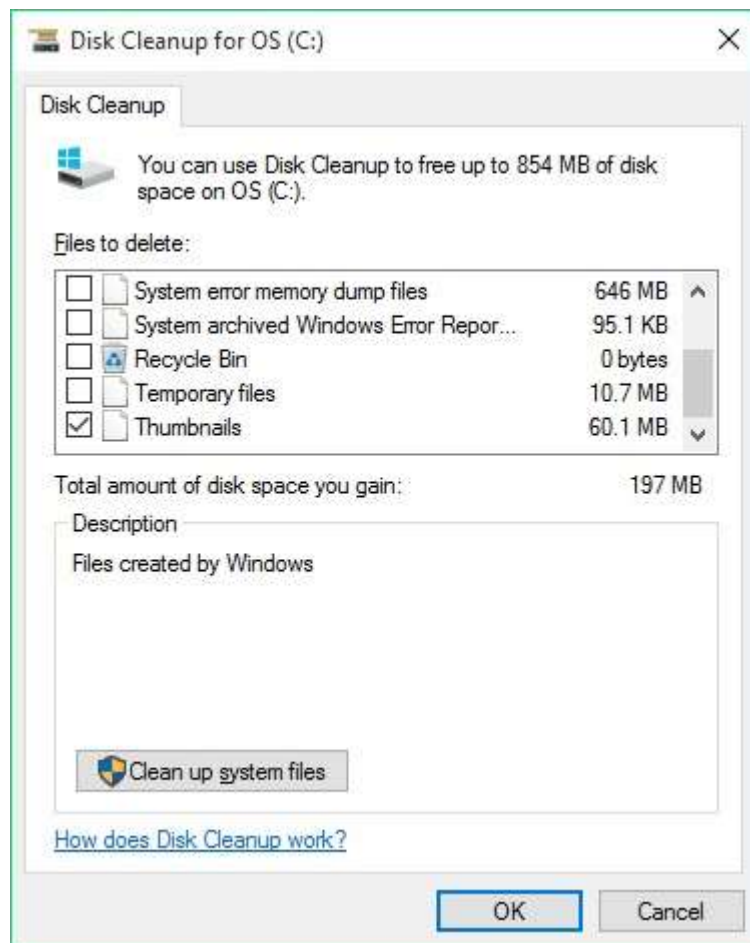 Disk Cleanup for OS (C:)
Disk Cleanup
You can use Disk Cleanup to free up to 854 MB of disk
space on OS (C:).
Files to delete:
System error memory dump files 646 MB
System archived Windows Error Repor... 95.1 KB
Recycle Bin 0 bytes
Temporary files 10.7 MB
Thumbnails 60.1 MB
Total amount of disk space you gain: 197 MB
Description
Files created by Windows
Clean up system files
How does Disk Cleanup work?
OK Cancel